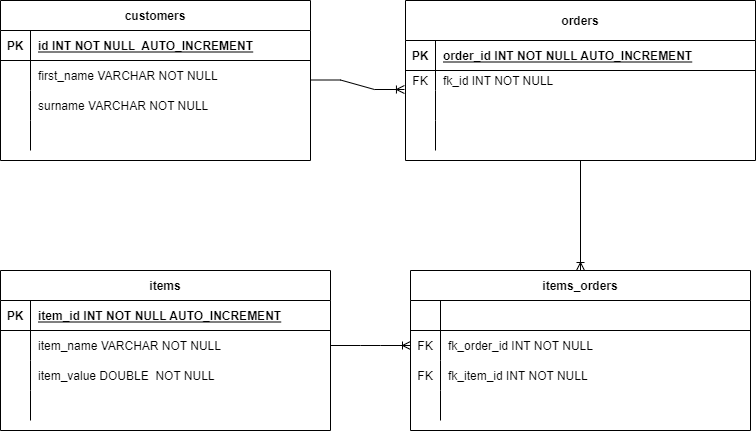 customers
PK id INT NOT NULL AUTO_INCREMENT
first_name VARCHAR NOT NULL
surname VARCHAR NOT NULL
orders
PK order_id INT NOT NULL AUTO_INCREMENT
FK fk_id INT NOT NULL
items
PK item_id INT NOT NULL AUTO_INCREMENT
item_name VARCHAR NOT NULL
item_value DOUBLE NOT NULL
items_orders
FK fk_order_id INT NOT NULL
FK fk_item_id INT NOT NULL